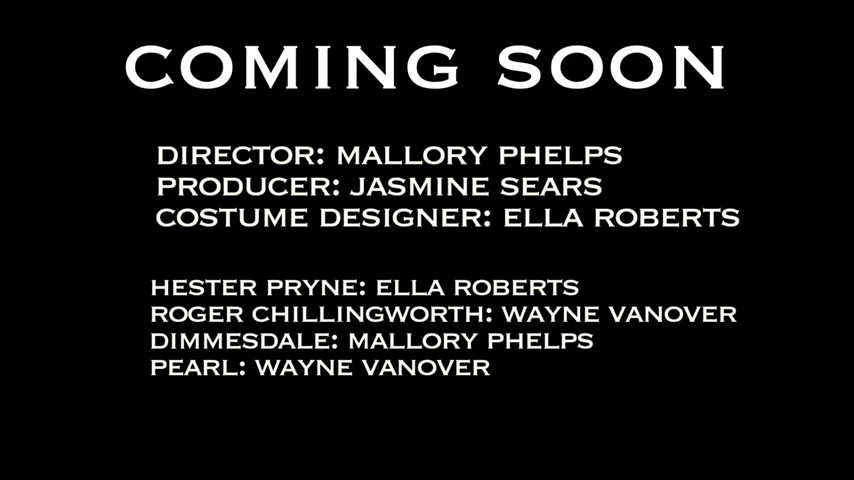 COMING SOON
DIRECTOR: MALLORY PHELPS
PRODUCER: JASMINE SEARS
COSTUME DESIGNER: ELLA ROBERTS
HESTER PRYNE: ELLA ROBERTS
ROGER CHILLINGWORTH: WAYNE VANOVER
DIMMESDALE: MALLORY PHELPS
PEARL: WAYNE VANOVER